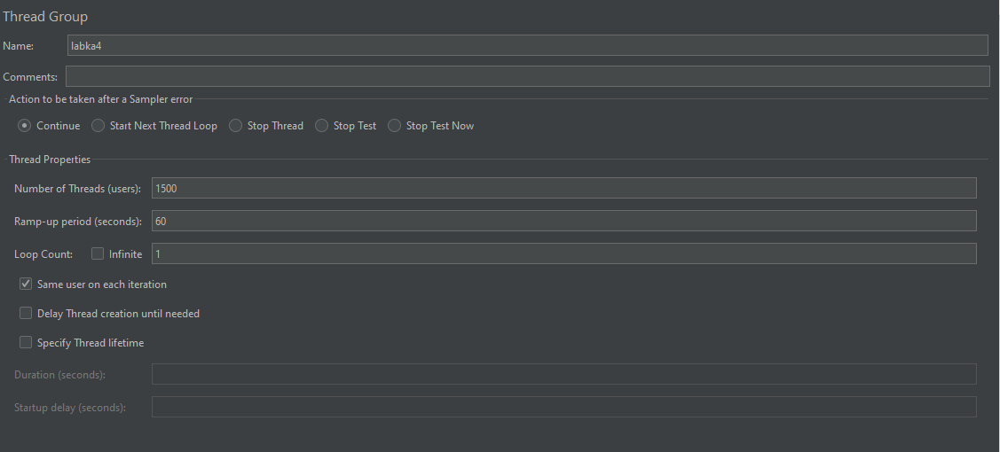 Thread Group
Name: labka4
Comments:
Action to be taken after a Sampler error
Continue Start Next Thread Loop Stop Thread Stop Test Stop Test Now
Thread Properties
Number of Threads (users): 1500
Ramp-up period (seconds): 60
Loop Count: Infinite 1
Same user on each iteration
Delay Thread creation until needed
Specify Thread lifetime
Duration (seconds):
Startup delay (seconds):